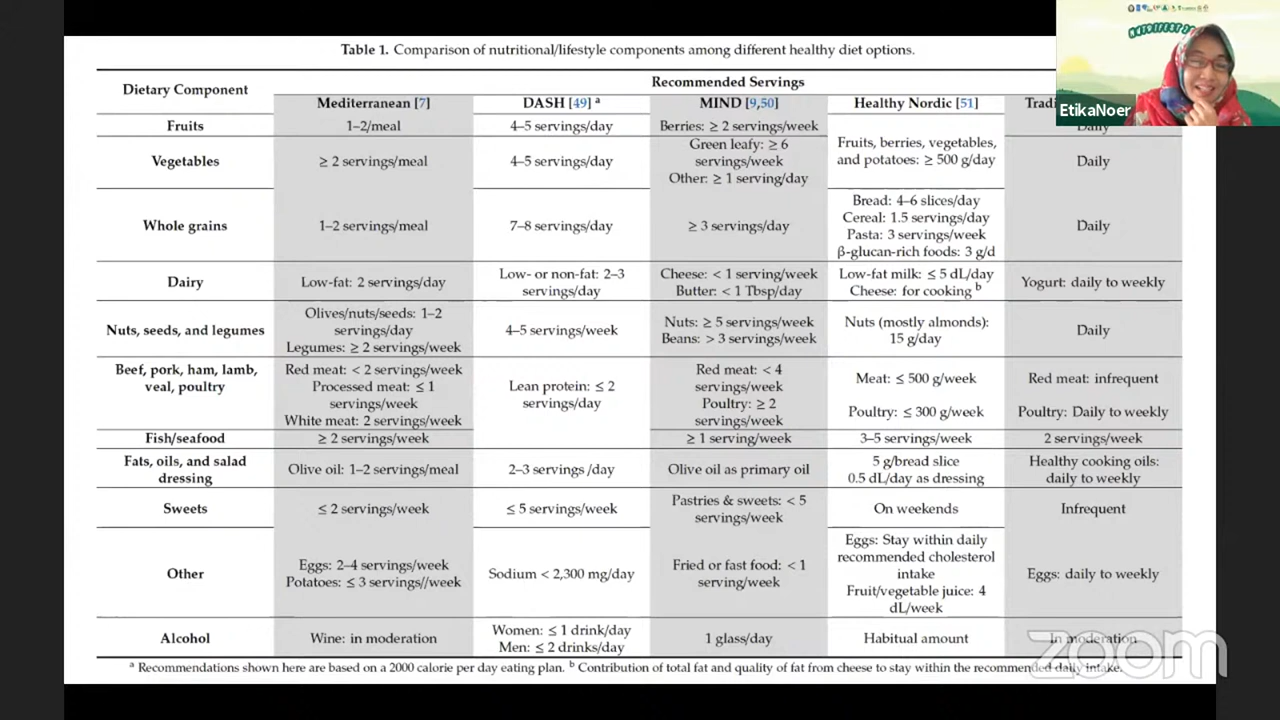 Table 1. Comparison of nutritional/lifestyle components among different healthy diet options.
Dietary Component
Recommended Servings
Mediterranean [7]
DASH [49] a
MIND [9,50]
Healthy Nordic [51]
EtikaNoer
Fruits
1–2/meal
4–5 servings/day
Berries: ≥ 2 servings/week
Fruits, berries, vegetables,
and potatoes: ≥ 500 g/day
Daily
Vegetables
≥ 2 servings/meal
4–5 servings/day
Green leafy: ≥ 6
servings/week
Other: ≥ 1 serving/day
Daily
Whole grains
1–2 servings/meal
7–8 servings/day
≥ 3 servings/day
Bread: 4–6 slices/day
Cereal: 1.5 servings/day
Pasta: 3 servings/week
β-glucan-rich foods: 3 g/d
Daily
Dairy
Low-fat: 2 servings/day
Low- or non-fat: 2–3
servings/day
Cheese: < 1 serving/week
Butter: < 1 Tbsp/day
Low-fat milk: ≤ 5 dL/day
Cheese: for cooking b
Yogurt: daily to weekly
Nuts, seeds, and legumes
Olives/nuts/seeds: 1–2
servings/day
Legumes: ≥ 2 servings/week
4–5 servings/week
Nuts: ≥ 5 servings/week
Beans: > 3 servings/week
Nuts (mostly almonds):
15 g/day
Daily
Beef, pork, ham, lamb,
veal, poultry
Red meat: < 2 servings/week
Processed meat: ≤ 1
servings/week
White meat: 2 servings/week
Lean protein: ≤ 2
servings/day
Red meat: < 4
servings/week
Poultry: ≥ 2
servings/week
Meat: ≤ 500 g/week
Poultry: ≤ 300 g/week
Red meat: infrequent
Poultry: Daily to weekly
Fish/seafood
≥ 2 servings/week
≥ 1 serving/week
3–5 servings/week
2 servings/week
Fats, oils, and salad
dressing
Olive oil: 1–2 servings/meal
2–3 servings /day
Olive oil as primary oil
5 g/bread slice
0.5 dL/day as dressing
Healthy cooking oils:
daily to weekly
Sweets
≤ 2 servings/week
≤ 5 servings/week
Pastries & sweets: < 5
servings/week
On weekends
Infrequent
Other
Eggs: 2–4 servings/week
Potatoes: ≤ 3 servings//week
Sodium < 2,300 mg/day
Fried or fast food: < 1
serving/week
Eggs: Stay within daily
recommended cholesterol
intake
Fruit/vegetable juice: 4
dL/week
Eggs: daily to weekly
Alcohol
Wine: in moderation
Women: ≤ 1 drink/day
Men: ≤ 2 drinks/day
1 glass/day
Habitual amount
In moderation
zoom
a Recommendations shown here are based on a 2000 calorie per day eating plan. b Contribution of total fat and quality of fat from cheese to stay within the recommended daily intake.